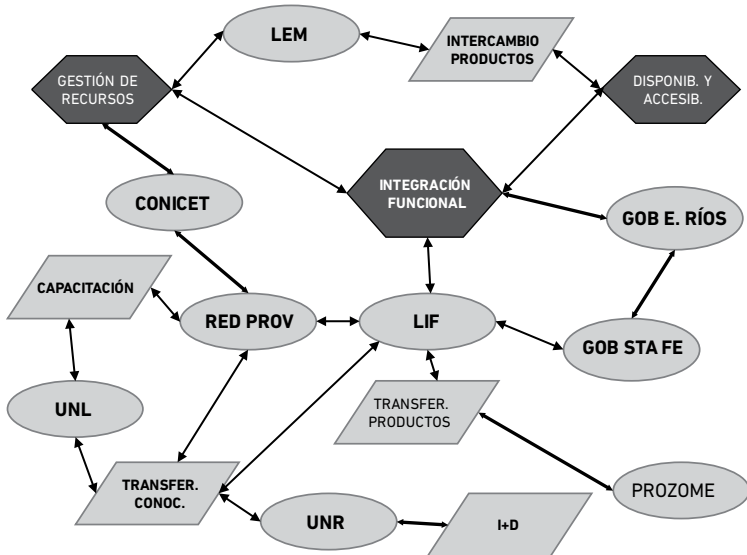 LEM
INTERCAMBIO
PRODUCTOS
GESTIÓN DE
RECURSOS
DISPONIB. Y
ACCESIB.
INTEGRACIÓN
FUNCIONAL
CONICET
GOB E. RÍOS
CAPACITACIÓN
RED PROV
LIF
GOB STA FE
UNL
TRANSFER.
PRODUCTOS
TRANSFER.
CONOC.
PROZOME
UNR
I+D